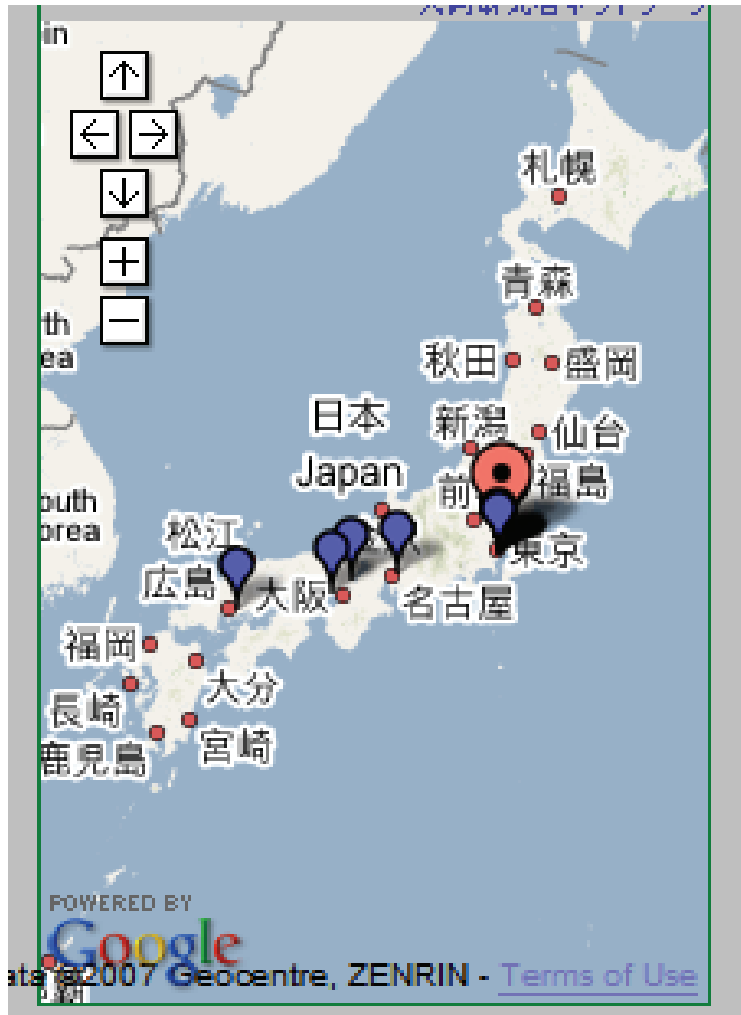 in
札幌
青森
秋田
盛岡
日本
新潟
仙台
Japan
前
福島
松江
東京
広島
大阪
名古屋
福岡
大分
長崎
宮崎
鹿児島
POWERED BY
Google
©2007 Geocentre, ZENRIN - Terms of Use